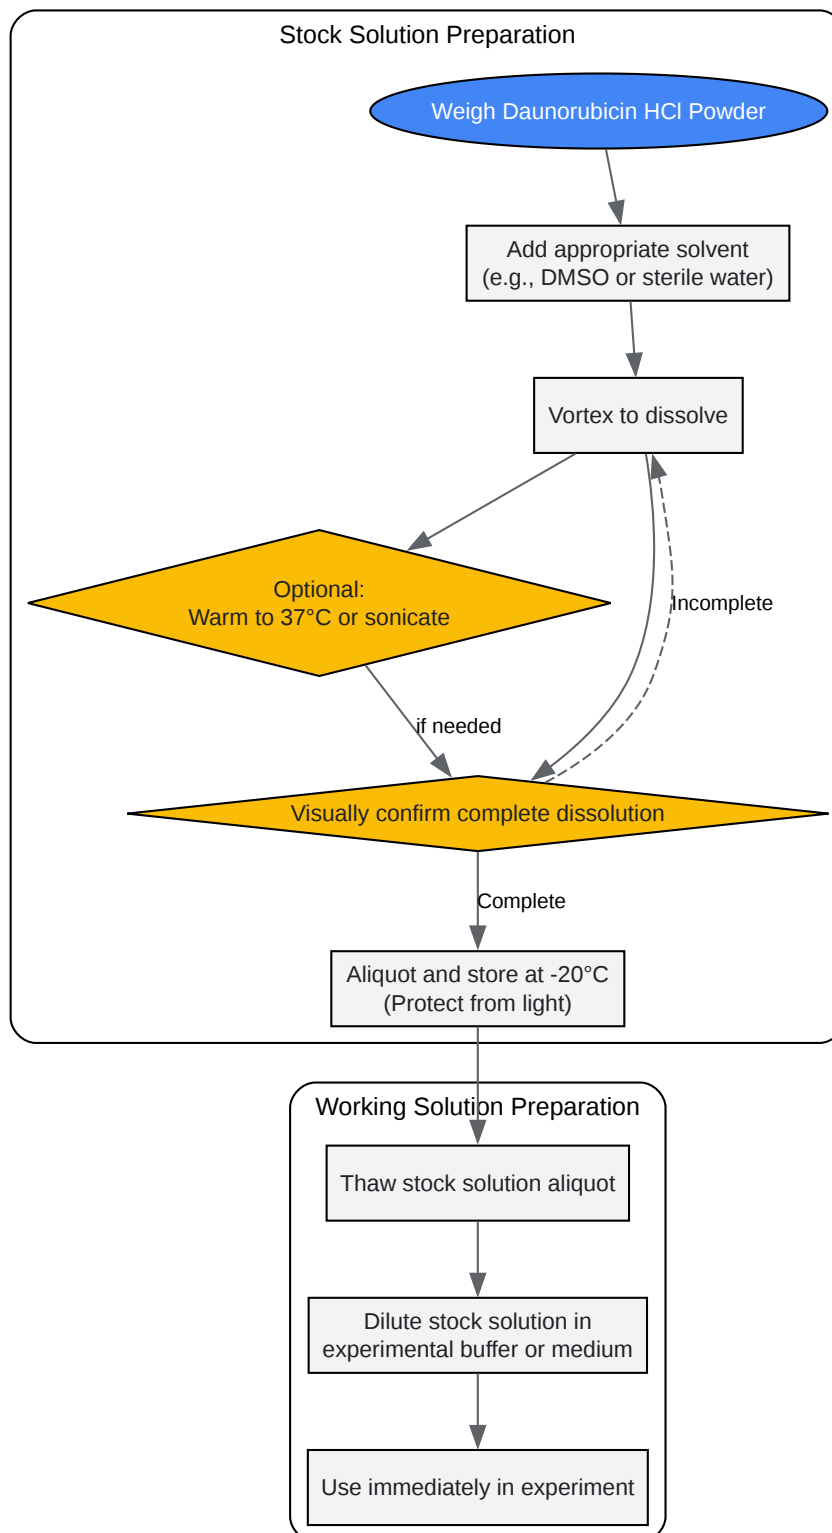 Stock Solution Preparation
Weigh Daunorubicin HCl Powder
Add appropriate solvent
(e.g., DMSO or sterile water)
Vortex to dissolve
Optional:
Warm to 37°C or sonicate
Incomplete
if needed
Visually confirm complete dissolution
Complete
Aliquot and store at -20°C
(Protect from light)
Working Solution Preparation
Thaw stock solution aliquot
Dilute stock solution in
experimental buffer or medium
Use immediately in experiment